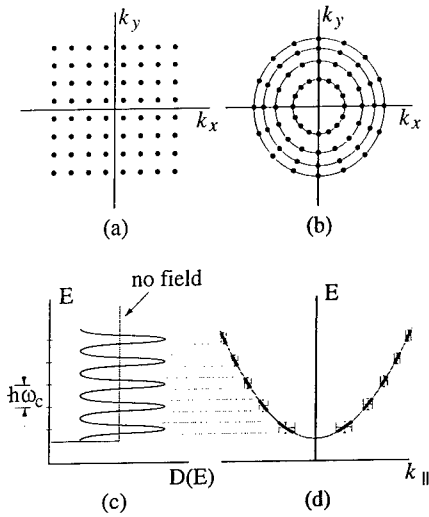 k_y k_y
k_x k_x
(a) (b)
no field
E E
ħω_c
D(E) k_||
(c) (d)